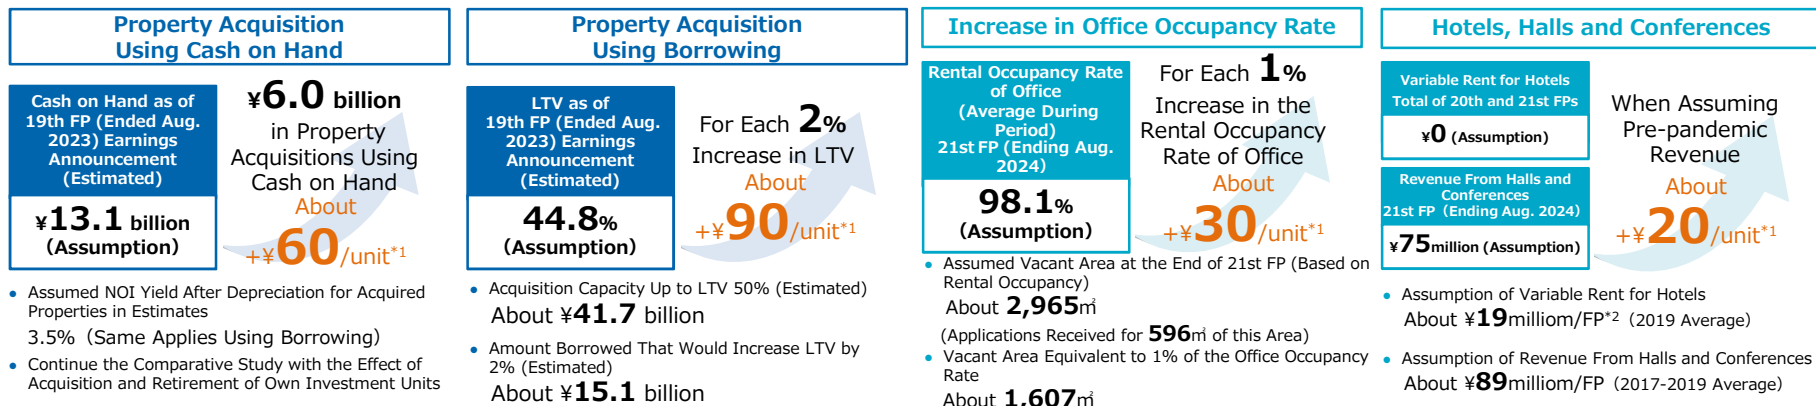 Property Acquisition
Using Cash on Hand
Cash on Hand as of
19th FP (Ended Aug.
2023) Earnings
Announcement
(Estimated)
¥13.1 billion
(Assumption)
¥6.0 billion
in Property
Acquisitions Using
Cash on Hand
About
+¥60/unit*1
• Assumed NOI Yield After Depreciation for Acquired
Properties in Estimates
3.5% (Same Applies Using Borrowing)
• Continue the Comparative Study with the Effect of
Acquisition and Retirement of Own Investment Units
Property Acquisition
Using Borrowing
LTV as of
19th FP (Ended Aug.
2023) Earnings
Announcement
(Estimated)
44.8%
(Assumption)
For Each 2%
Increase in LTV
About
+¥90/unit*1
• Acquisition Capacity Up to LTV 50% (Estimated)
About ¥41.7 billion
• Amount Borrowed That Would Increase LTV by
2% (Estimated)
About ¥15.1 billion
Increase in Office Occupancy Rate
Rental Occupancy Rate
of Office
(Average During
Period)
21st FP (Ending Aug.
2024)
98.1%
(Assumption)
For Each 1%
Increase in the
Rental Occupancy
Rate of Office
About
+¥30/unit*1
• Assumed Vacant Area at the End of 21st FP (Based on
Rental Occupancy)
About 2,965㎡
(Applications Received for 596㎡ of this Area)
• Vacant Area Equivalent to 1% of the Office Occupancy
Rate
About 1,607㎡
Hotels, Halls and Conferences
Variable Rent for Hotels
Total of 20th and 21st FPs
¥0 (Assumption)
Revenue From Halls and
Conferences
21st FP (Ending Aug. 2024)
¥75million (Assumption)
When Assuming
Pre-pandemic
Revenue
About
+¥20/unit*1
• Assumption of Variable Rent for Hotels
About ¥19milliom/FP*2 (2019 Average)
• Assumption of Revenue From Halls and Conferences
About ¥89milliom/FP (2017-2019 Average)